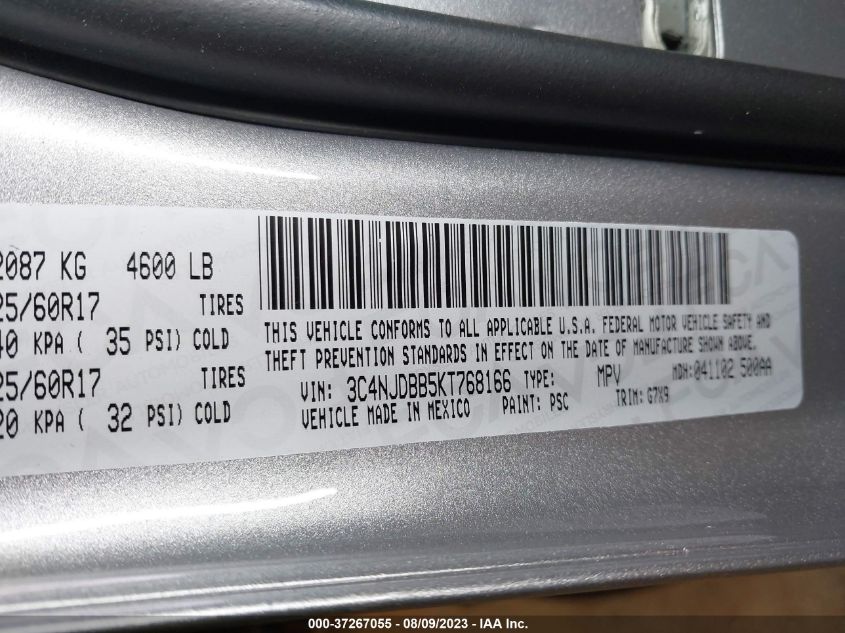 2087 KG 4600 LB
25/60R17 TIRES
40 KPA ( 35 PSI) COLD
25/60R17 TIRES
20 KPA ( 32 PSI) COLD
THIS VEHICLE CONFORMS TO ALL APPLICABLE U.S.A. FEDERAL MOTOR VEHICLE SAFETY AND
THEFT PREVENTION STANDARDS IN EFFECT ON THE DATE OF MANUFACTURE SHOWN ABOVE.
VIN: 3C4NJDBB5KT768166 TYPE: MPV MDH: 041102 500AA
VEHICLE MADE IN MEXICO PAINT: PSC TRIM: G7X9
000-37267055 - 08/09/2023 - IAA Inc.